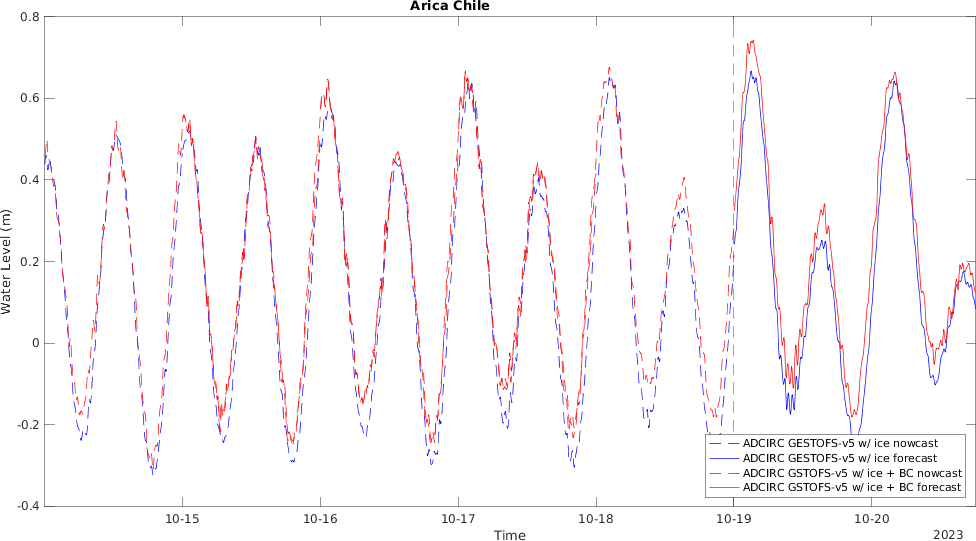 Arica Chile
0.8
0.6
0.4
0.2
0
-0.2
-0.4
Water Level (m)
ADCIRC GESTOFS-v5 w/ ice nowcast
ADCIRC GESTOFS-v5 w/ ice forecast
ADCIRC GSTOFS-v5 w/ ice + BC nowcast
ADCIRC GSTOFS-v5 w/ ice + BC forecast
10-15 10-16 10-17 10-18 10-19 10-20
Time
2023